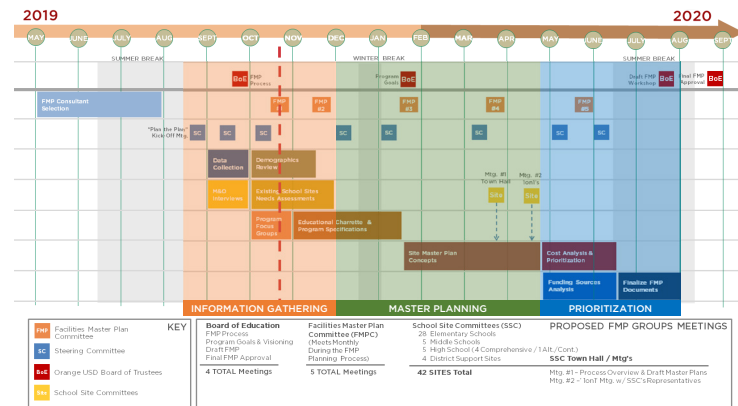 2019
2020
MAY JUNE JULY AUG SEPT OCT NOV DEC JAN FEB MAR APR MAY JUNE JULY AUG SEPT
SUMMER BREAK
WINTER BREAK
SUMMER BREAK
BoE
FMP
Process
Program
Goals
BoE
Draft FMP
Workshop
BoE
Final FMP
Approval
BoE
FMP Consultant
Selection
FMP
FMP
#2
FMP
#3
FMP
#4
FMP
#5
"Plan the Plan"
Kick-Off Mtg.
SC SC SC SC SC SC SC SC
Data
Collection
Demographics
Review
M&O
Interviews
Existing School Sites
Needs Assessments
Mtg. #1
Town Hall
Mtg. #2
1on1's
Site
Site
Program
Focus
Groups
Educational Charrette &
Program Specifications
Site Master Plan
Concepts
Cost Analysis &
Prioritization
Funding Sources
Analysis
Finalize FMP
Documents
INFORMATION GATHERING
MASTER PLANNING
PRIORITIZATION
KEY
FMP
Facilities Master Plan
Committee
SC
Steering Committee
BoE
Orange USD Board of Trustees
Site
School Site Committees
Board of Education
FMP Process
Program Goals & Visioning
Draft FMP
Final FMP Approval
4 TOTAL Meetings
Facilities Master Plan
Committee (FMPC)
(Meets Monthly
During the FMP
Planning Process)
5 TOTAL Meetings
School Site Committees (SSC)
28 Elementary Schools
5 Middle Schools
5 High School (4 Comprehensive / 1 Alt./Cont.)
4 District Support Sites
42 SITES Total
PROPOSED FMP GROUPS MEETINGS
SSC Town Hall / Mtg's
Mtg. #1 - Process Overview & Draft Master Plans
Mtg. #2 - '1on1' Mtg. w/ SSC's Representatives